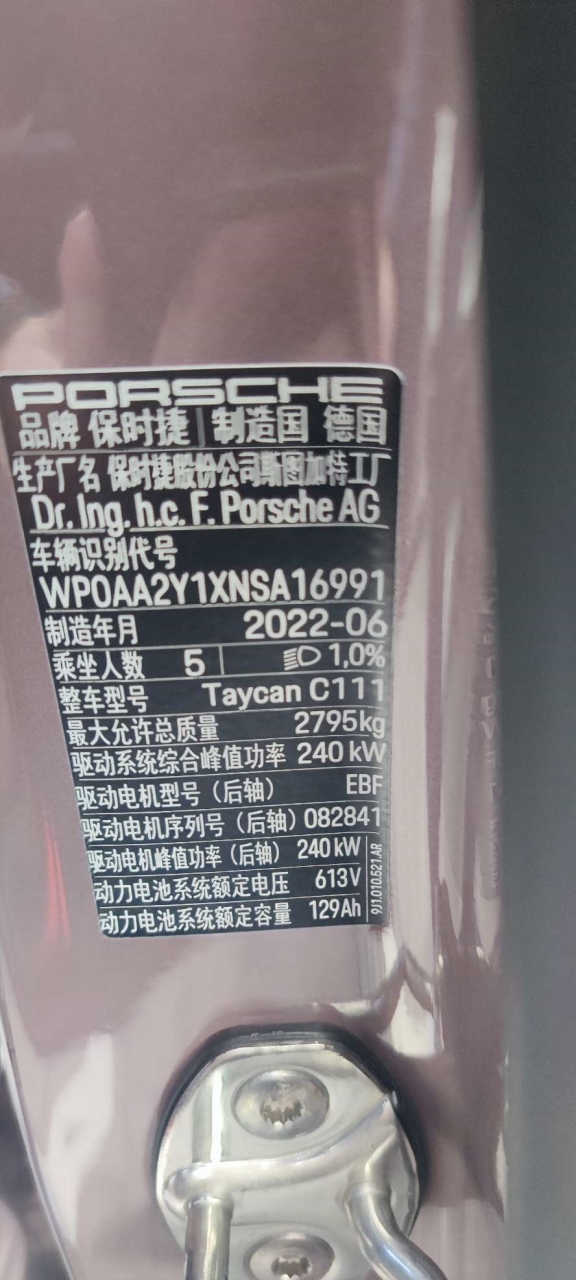 PORSCHE
品牌 保时捷 制造国 德国
生产厂名 保时捷股份公司斯图加特工厂
Dr. Ing. h.c. F. Porsche AG
车辆识别代号
WP0AA2Y1XNSA16991
制造年月 2022-06
乘坐人数 5 1,0%
整车型号 Taycan C111
最大允许总质量 2795kg
驱动系统综合峰值功率 240 kW
驱动电机型号（后轴） EBF
驱动电机序列号（后轴） 082841
驱动电机峰值功率（后轴） 240 kW
动力电池系统额定电压 613V
动力电池系统额定容量 129Ah
9J1.010.521.AR